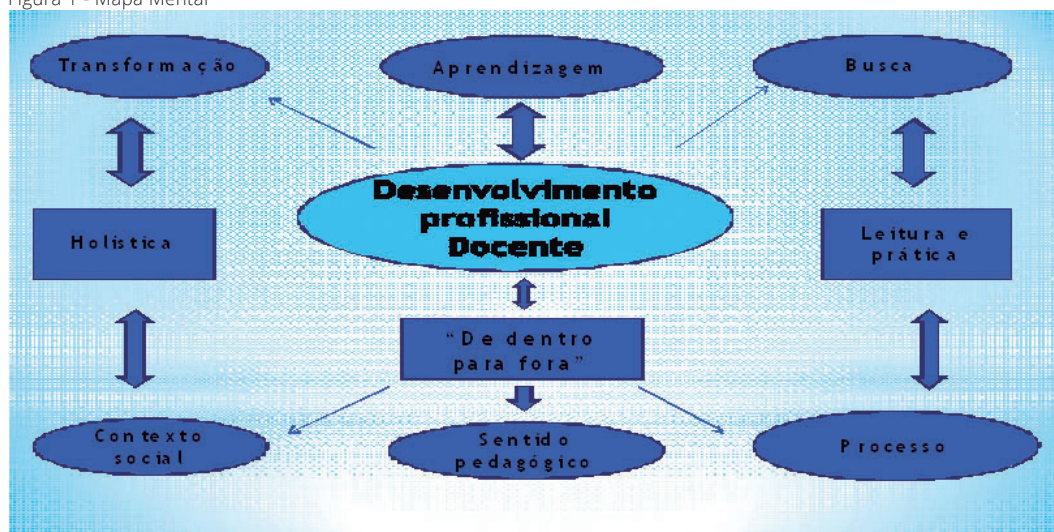 Figura 1 - Mapa Mental
Transformação
Aprendizagem
Busca
Desenvolvimento
profissional
Docente
Holística
Leitura e
prática
"De dentro
para fora"
Contexto
social
Sentido
pedagógico
Processo